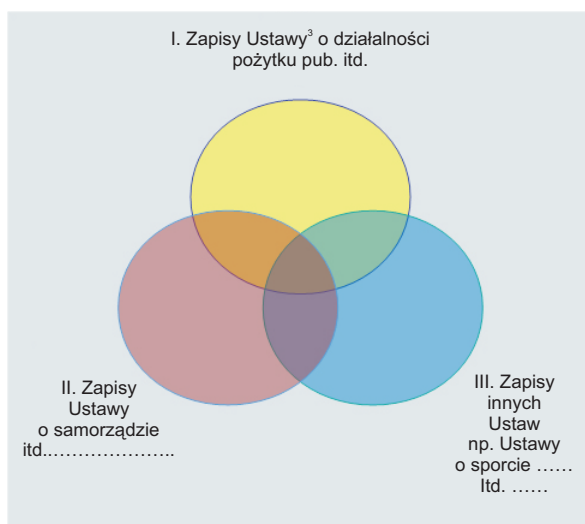 I. Zapisy Ustawy³ o działalności
pożytku pub. itd.
II. Zapisy
Ustawy
o samorządzie
itd.…………………..
III. Zapisy
innych
Ustaw
np. Ustawy
o sporcie ……
Itd. ……